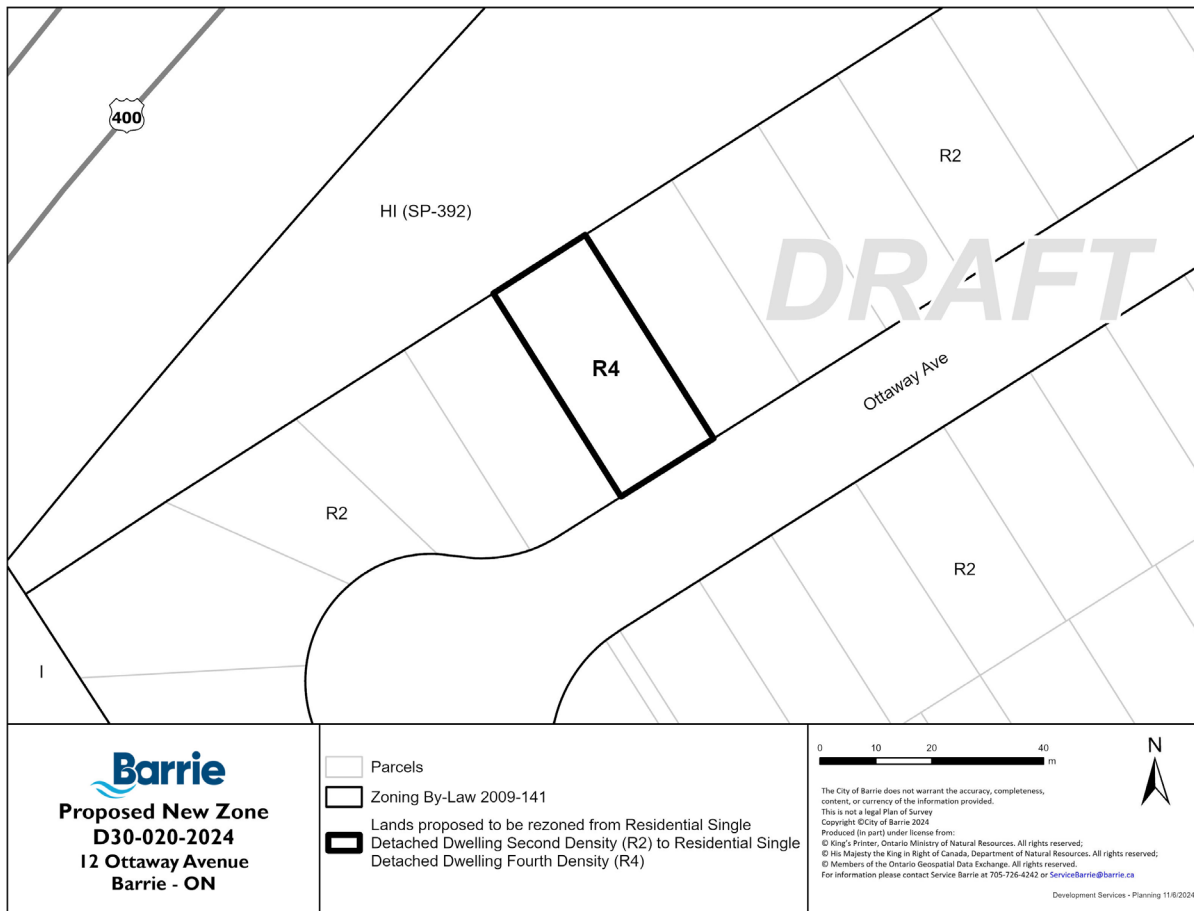 400
HI (SP-392)
R2
DRAFT
R4
Ottaway Ave
R2
R2
I
Barrie
Proposed New Zone
D30-020-2024
12 Ottaway Avenue
Barrie - ON
Parcels
Zoning By-Law 2009-141
Lands proposed to be rezoned from Residential Single
Detached Dwelling Second Density (R2) to Residential Single
Detached Dwelling Fourth Density (R4)
0 10 20 40
m
N
The City of Barrie does not warrant the accuracy, completeness,
content, or currency of the information provided.
This is not a legal Plan of Survey
Copyright ©City of Barrie 2024
Produced (in part) under license from:
© King's Printer, Ontario Ministry of Natural Resources. All rights reserved;
© His Majesty the King in Right of Canada, Department of Natural Resources. All rights reserved;
© Members of the Ontario Geospatial Data Exchange. All rights reserved.
For information please contact Service Barrie at 705-726-4242 or ServiceBarrie@barrie.ca
Development Services - Planning 11/6/2024